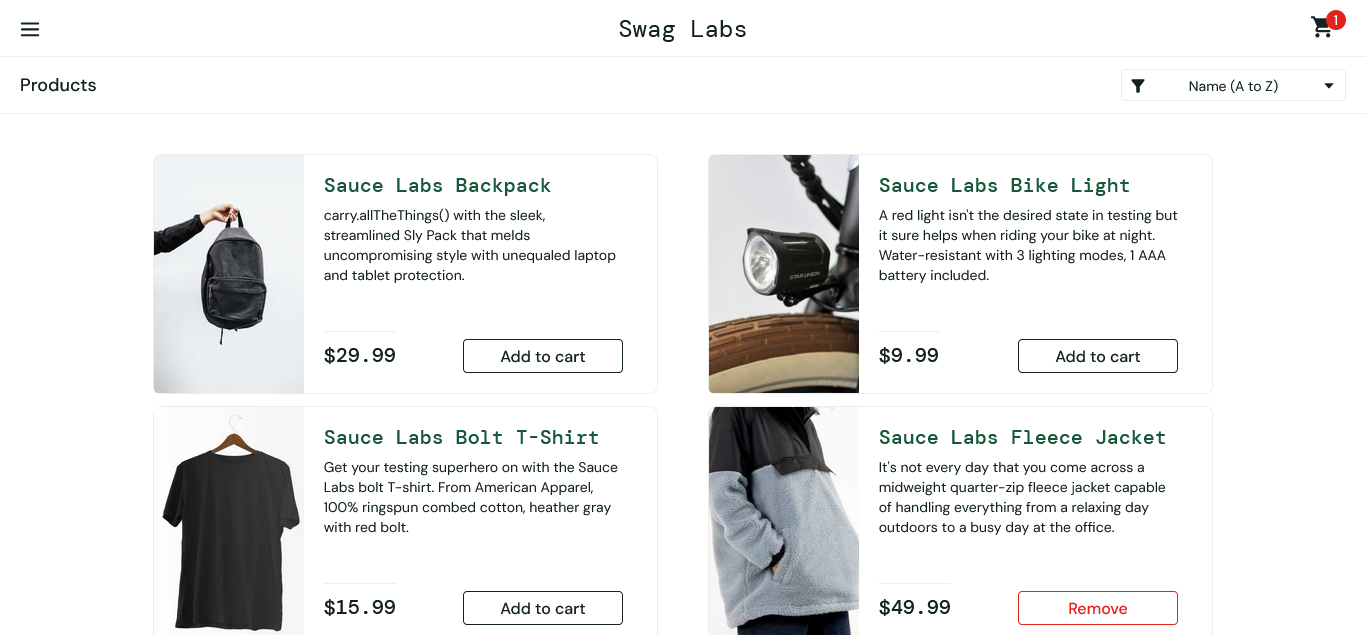 Swag Labs
1
Products
Name (A to Z)
Sauce Labs Backpack
carry.allTheThings() with the sleek,
streamlined Sly Pack that melds
uncompromising style with unequaled laptop
and tablet protection.
$29.99
Add to cart
Sauce Labs Bike Light
A red light isn't the desired state in testing but
it sure helps when riding your bike at night.
Water-resistant with 3 lighting modes, 1 AAA
battery included.
STAR UNION
$9.99
Add to cart
Sauce Labs Bolt T-Shirt
Get your testing superhero on with the Sauce
Labs bolt T-shirt. From American Apparel,
100% ringspun combed cotton, heather gray
with red bolt.
$15.99
Add to cart
Sauce Labs Fleece Jacket
It's not every day that you come across a
midweight quarter-zip fleece jacket capable
of handling everything from a relaxing day
outdoors to a busy day at the office.
$49.99
Remove